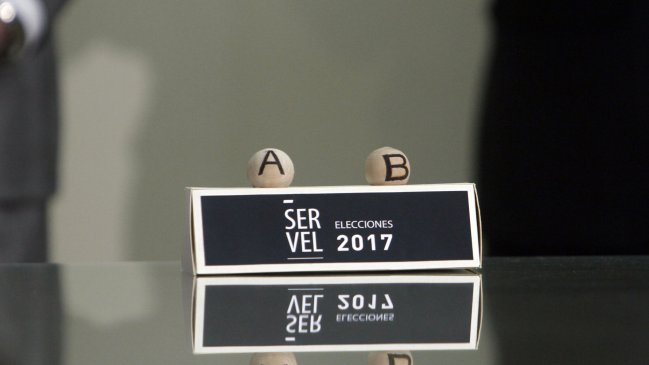 A B
SER
VEL
ELECCIONES
2017